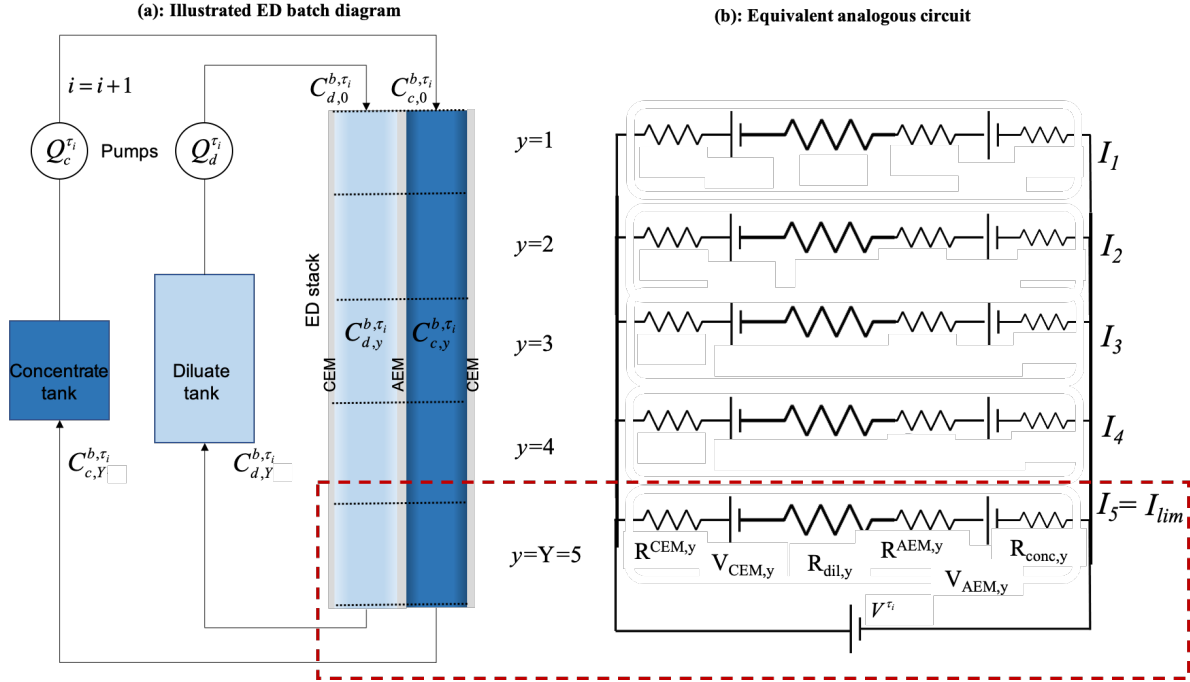 (a): Illustrated ED batch diagram
(b): Equivalent analogous circuit
i = i+1
C_{d,0}^{b,τ_i}
C_{c,0}^{b,τ_i}
Q_c^{τ_i}
Pumps
Q_d^{τ_i}
y=1
I_1
y=2
I_2
ED stack
C_{d,y}^{b,τ_i}
C_{c,y}^{b,τ_i}
y=3
I_3
Concentrate
tank
Diluate
tank
CEM
AEM
CEM
y=4
I_4
C_{c,Y}^{b,τ_i}
C_{d,Y}^{b,τ_i}
y=Y=5
I_5= I_{lim}
R^{CEM,y}
V_{CEM,y}
R_{dil,y}
R^{AEM,y}
V_{AEM,y}
R_{conc,y}
V^{τ_i}